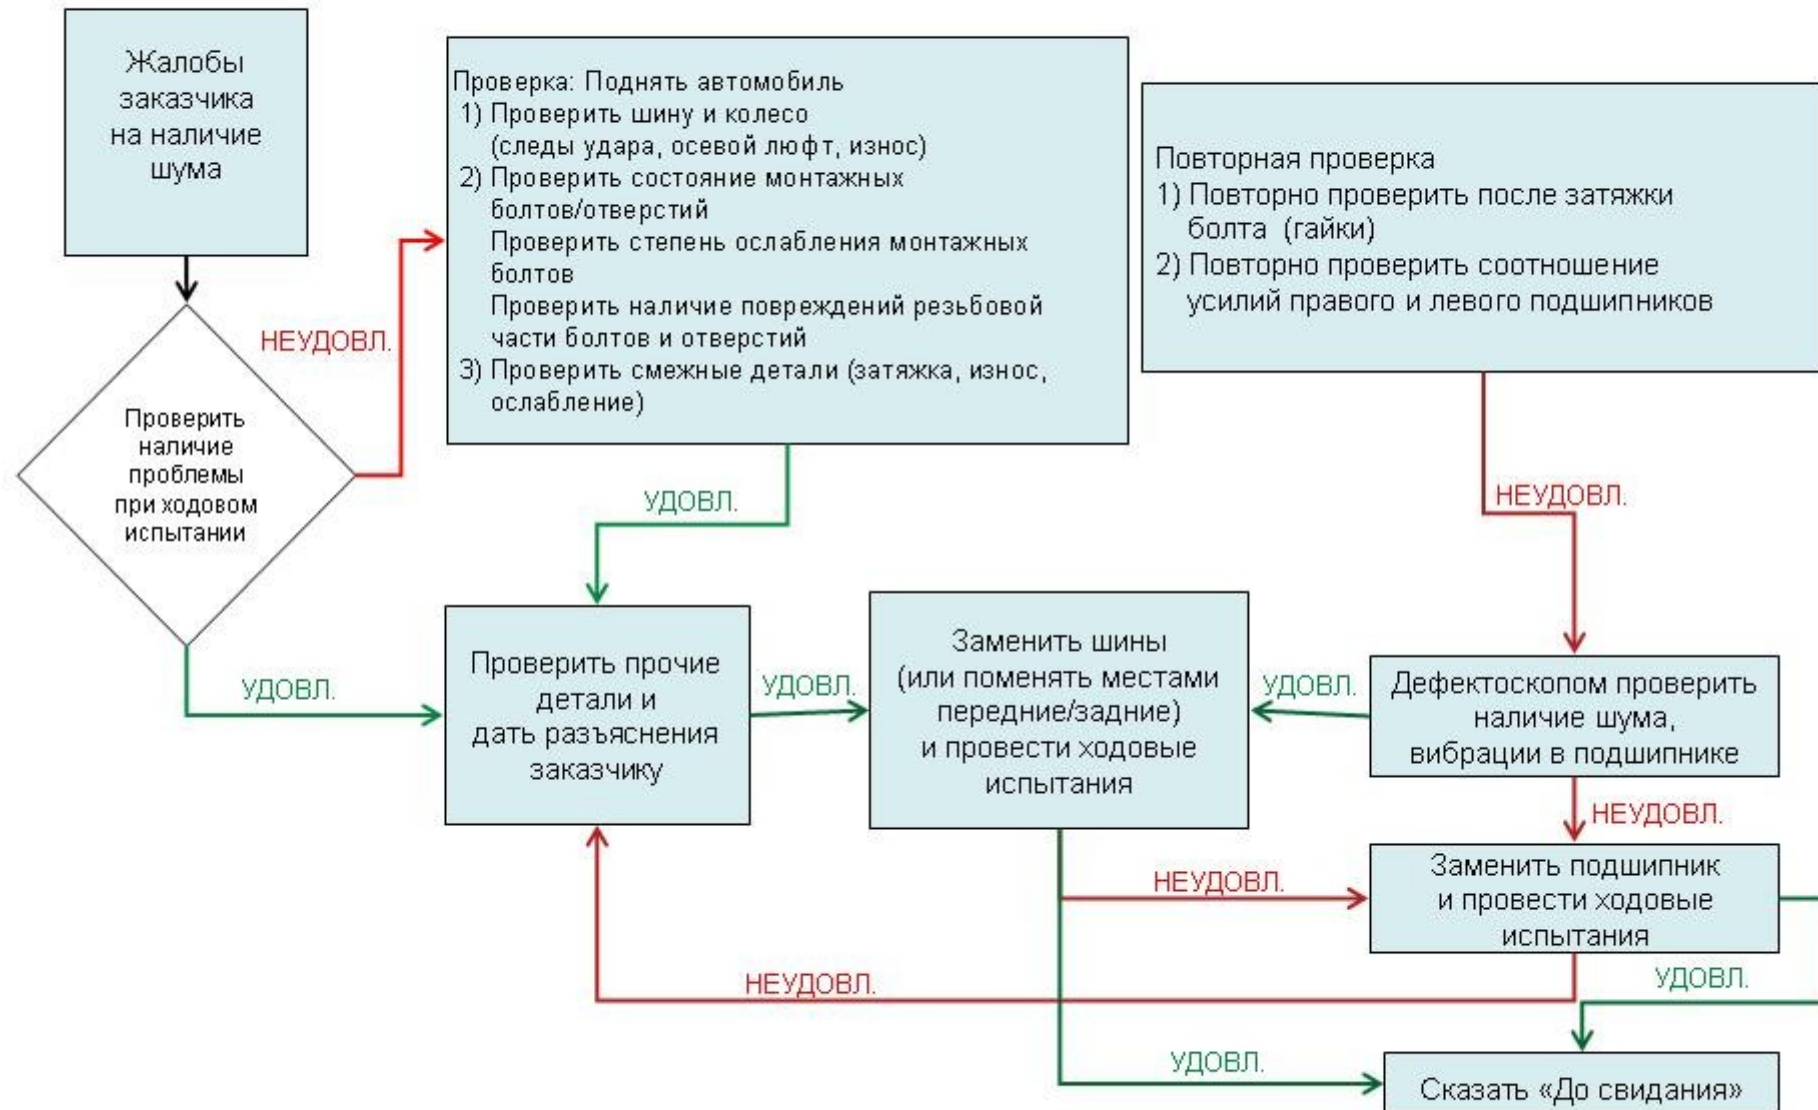 Жалобы
заказчика
на наличие
шума
Проверка: Поднять автомобиль
1) Проверить шину и колесо
(следы удара, осевой люфт, износ)
2) Проверить состояние монтажных
болтов/отверстий
Проверить степень ослабления монтажных
болтов
Проверить наличие повреждений резьбовой
части болтов и отверстий
3) Проверить смежные детали (затяжка, износ,
ослабление)
Повторная проверка
1) Повторно проверить после затяжки
болта (гайки)
2) Повторно проверить соотношение
усилий правого и левого подшипников
НЕУДОВЛ.
Проверить
наличие
проблемы
при ходовом
испытании
УДОВЛ.
НЕУДОВЛ.
УДОВЛ.
Проверить прочие
детали и
дать разъяснения
заказчику
УДОВЛ.
Заменить шины
(или поменять местами
передние/задние)
и провести ходовые
испытания
УДОВЛ.
Дефектоскопом проверить
наличие шума,
вибрации в подшипнике
НЕУДОВЛ.
НЕУДОВЛ.
Заменить подшипник
и провести ходовые
испытания
НЕУДОВЛ.
УДОВЛ.
УДОВЛ.
Сказать «До свидания»